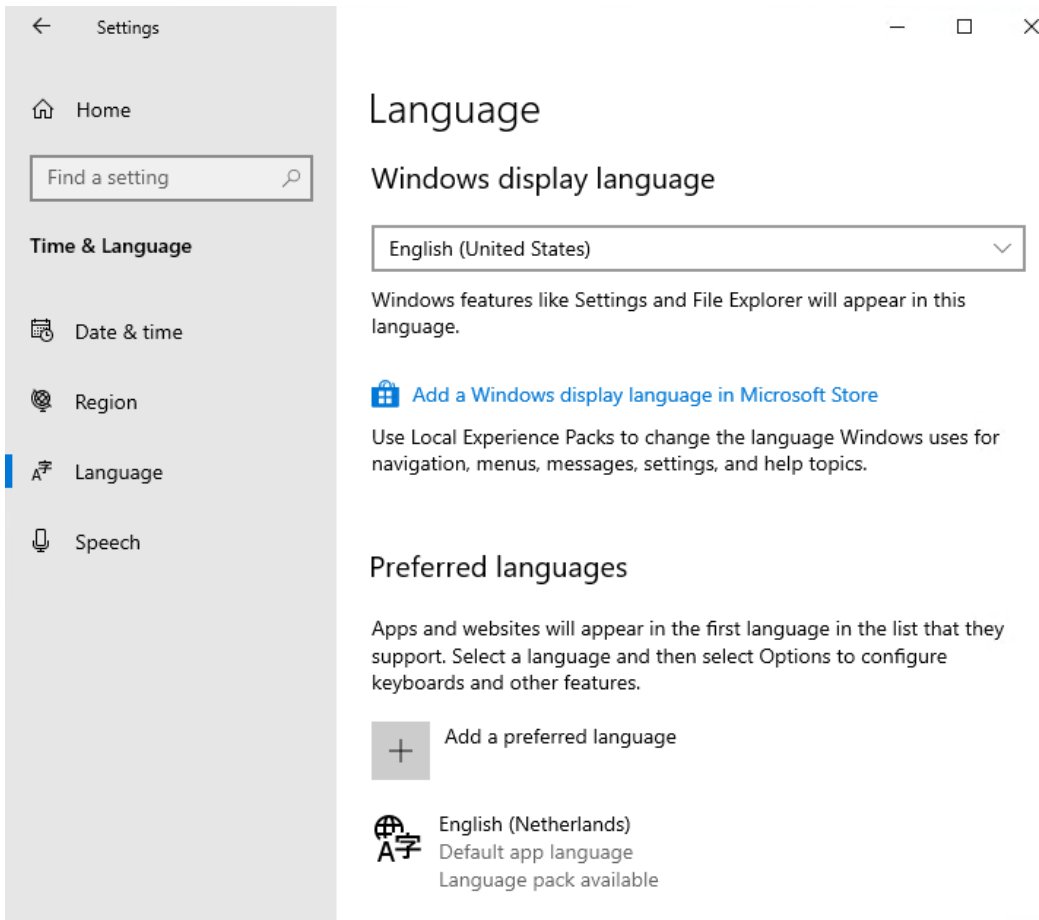 Settings
Home
Find a setting
Time & Language
Date & time
Region
Language
Speech
Language
Windows display language
English (United States)
Windows features like Settings and File Explorer will appear in this
language.
Add a Windows display language in Microsoft Store
Use Local Experience Packs to change the language Windows uses for
navigation, menus, messages, settings, and help topics.
Preferred languages
Apps and websites will appear in the first language in the list that they
support. Select a language and then select Options to configure
keyboards and other features.
Add a preferred language
English (Netherlands)
Default app language
Language pack available